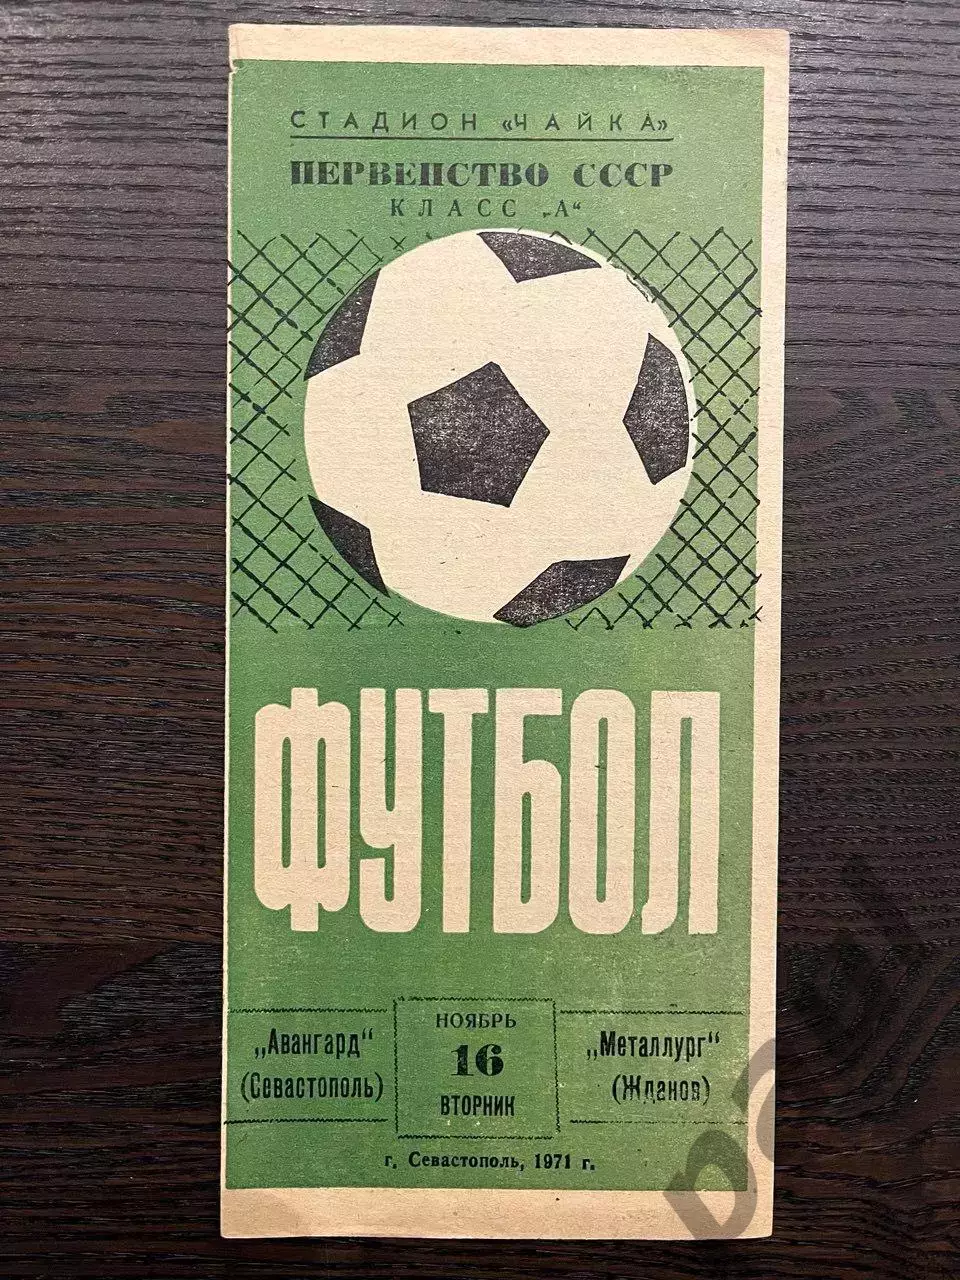 СТАДИОН «ЧАЙКА»
ПЕРВЕНСТВО СССР
КЛАСС „А“
ФУТБОЛ
„Авангард“
(Севастополь)
НОЯБРЬ
16
ВТОРНИК
„Металлург“
(Жданов)
г. Севастополь, 1971 г.